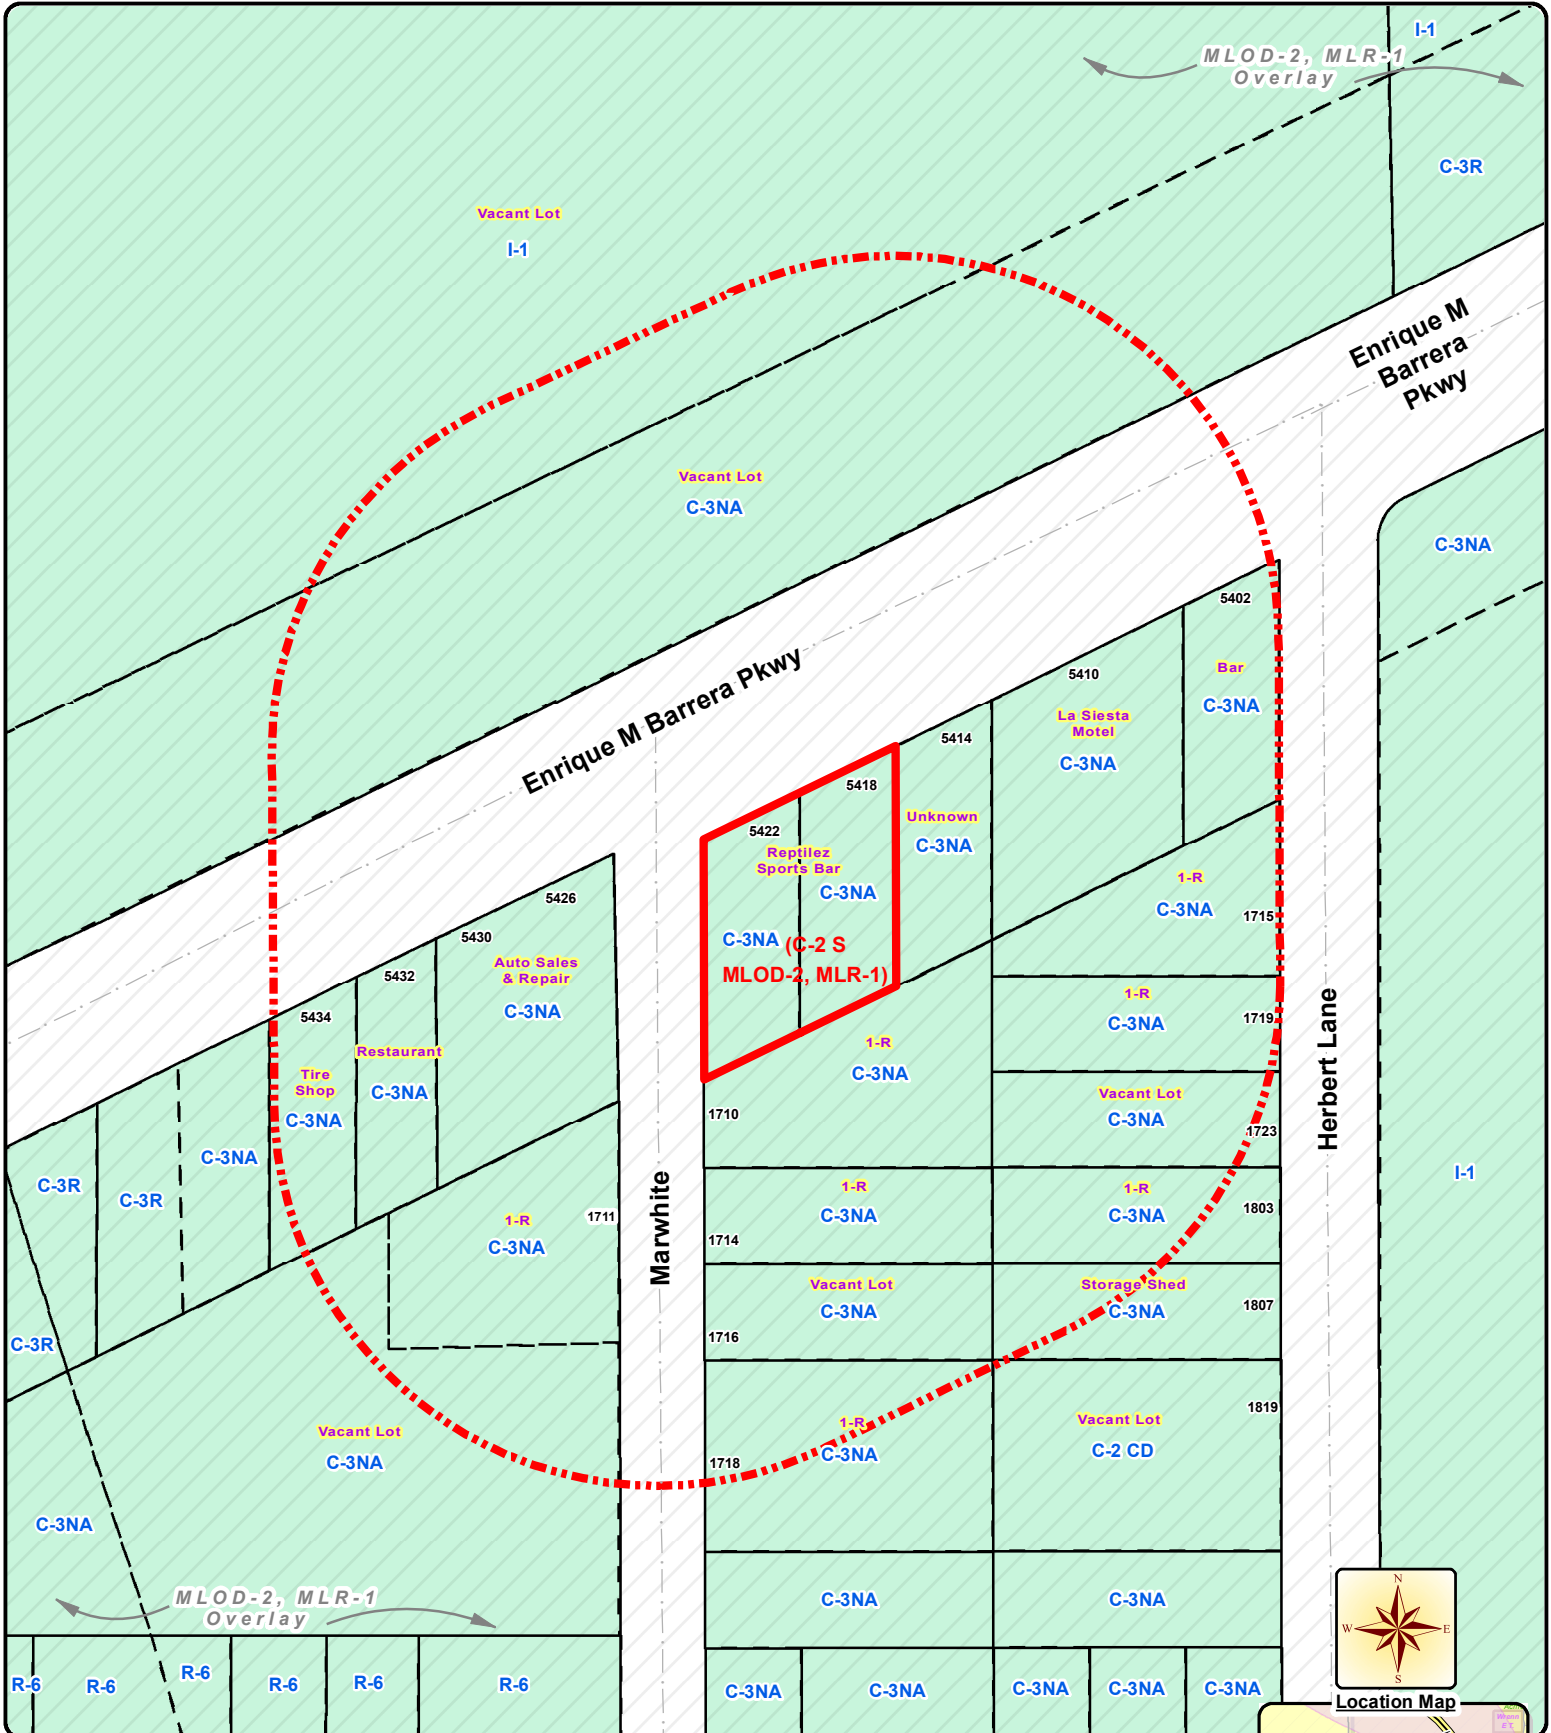 I-1
MLOD-2, MLR-1
Overlay
C-3R
Vacant Lot
I-1
Enrique M
Barrera
Pkwy
Vacant Lot
C-3NA
C-3NA
5402
Bar
C-3NA
5410
La Siesta
Motel
C-3NA
Enrique M Barrera Pkwy
5414
Unknown
C-3NA
5418
5422
Reptilez
Sports Bar
C-3NA
C-3NA
(C-2 S
MLOD-2, MLR-1)
1-R
C-3NA
1715
5426
5430
Auto Sales
& Repair
C-3NA
5432
Restaurant
C-3NA
5434
Tire
Shop
C-3NA
1-R
C-3NA
1719
1-R
C-3NA
1710
Vacant Lot
C-3NA
1723
Herbert Lane
C-3NA
C-3R
C-3R
I-1
1-R
C-3NA
1711
Marwhite
1-R
C-3NA
1714
1-R
C-3NA
1803
Vacant Lot
C-3NA
1716
Storage Shed
C-3NA
1807
C-3R
1-R
C-3NA
1718
Vacant Lot
C-2 CD
1819
Vacant Lot
C-3NA
C-3NA
MLOD-2, MLR-1
Overlay
C-3NA
C-3NA
N
W
E
S
R-6
R-6
R-6
R-6
R-6
R-6
C-3NA
C-3NA
C-3NA
C-3NA
C-3NA
Location Map